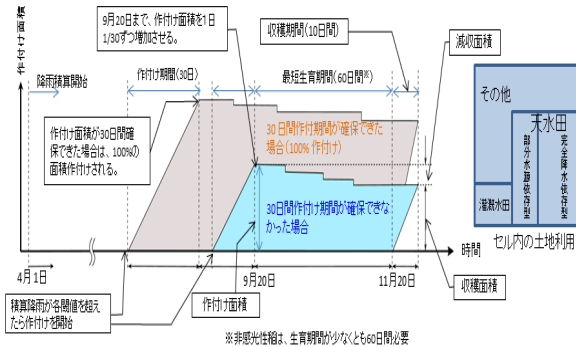 作付け面積
9月20日まで、作付け面積を1日
1/30ずつ増加させる。
収穫期間(10日間)
減収面積
降雨積算開始
作付け期間(30日)
最短生育期間(60日間※)
作付け面積が30日間確
保できた場合は、100%の
面積作付けされる。
30日間作付期間が確保できた
場合(100% 作付け)
30日間作付け期間が確保できな
かった場合
その他
天水田
部分水源依存型
完全降水依存型
灌漑水田
セル内の土地利用
時間
4月1日
9月20日
11月20日
積算降雨が各閾値を超え
たら作付けを開始
作付け面積
収穫面積
※非感光性稲は、生育期間が少なくとも60日間必要